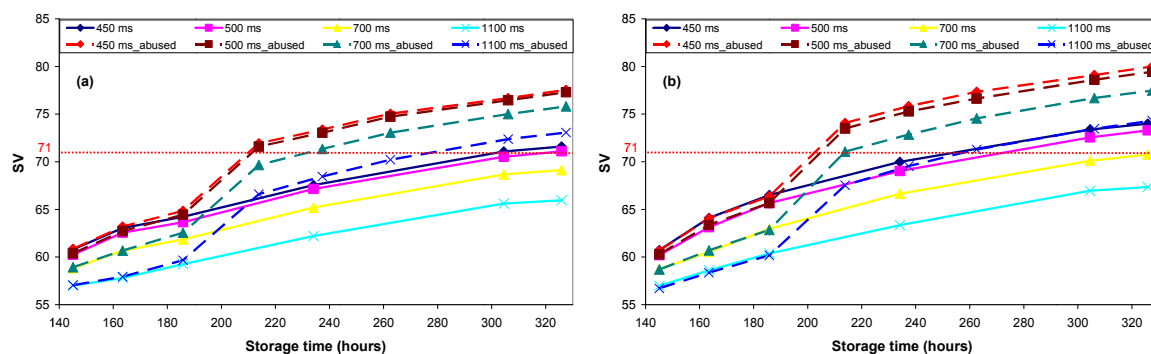 450 ms 500 ms 700 ms 1100 ms
450 ms_abused 500 ms_abused 700 ms_abused 1100 ms_abused
(a)
85
80
75
71
70
65
60
55
SV
140 160 180 200 220 240 260 280 300 320
Storage time (hours)
450 ms 500 ms 700 ms 1100 ms
450 ms_abused 500 ms_abused 700 ms_abused 1100 ms_abused
(b)
85
80
75
71
70
65
60
55
SV
140 160 180 200 220 240 260 280 300 320
Storage time (hours)